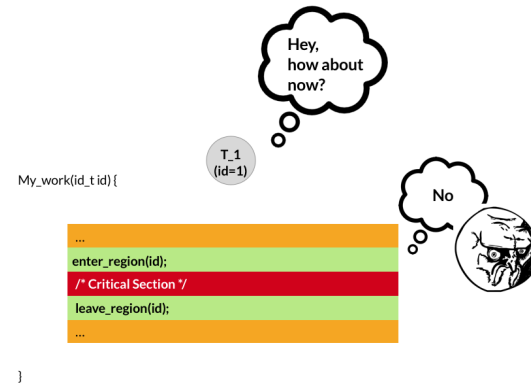 Hey,
how about
now?
T_1
(id=1)
My_work(id_t id) {
No
...
enter_region(id);
/* Critical Section */
leave_region(id);
...
}